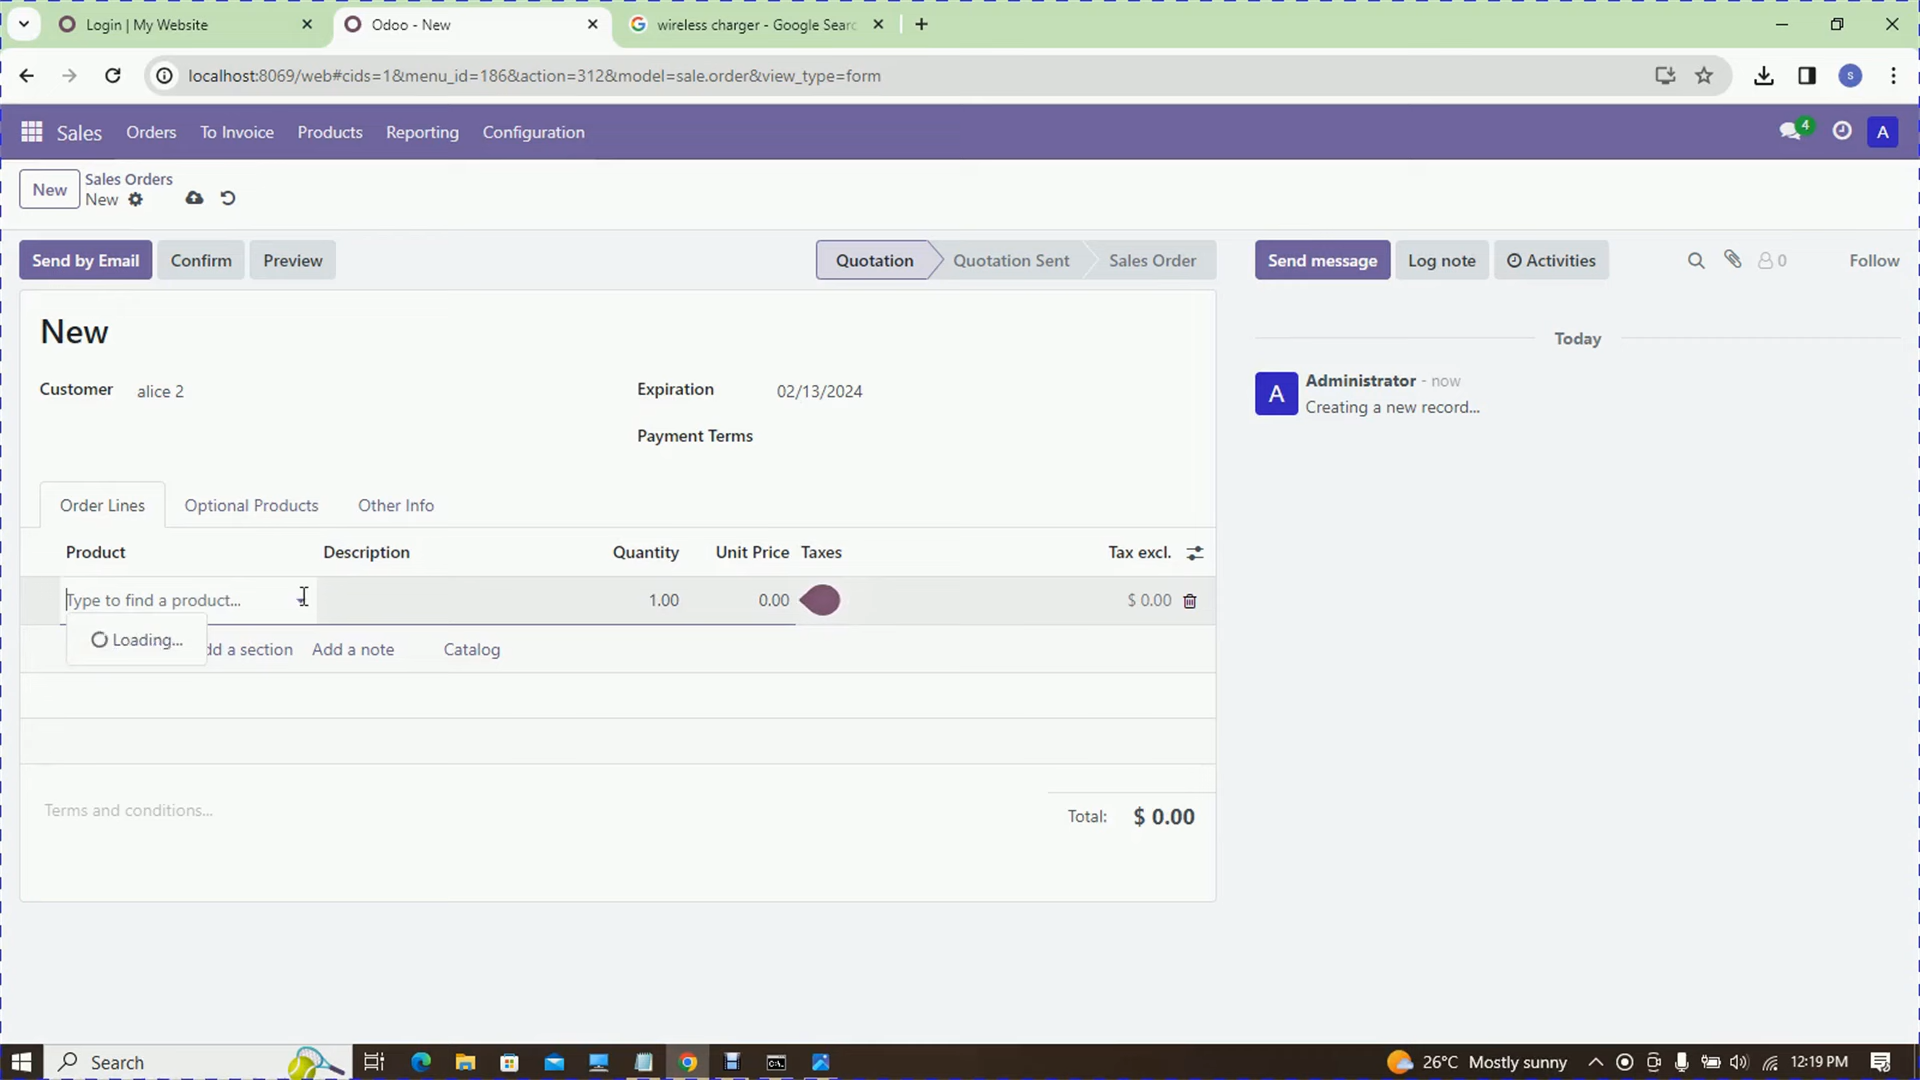 Login | My Website
Odoo - New
wireless charger - Google Searc
localhost:8069/web#cids=1&menu_id=186&action=312&model=sale.order&view_type=form
S
Sales Orders To Invoice Products Reporting Configuration
4
A
New
Sales Orders
New
Send by Email Confirm Preview
Quotation Quotation Sent Sales Order
Send message Log note Activities
0
Follow
New
Today
Customer alice 2
Expiration 02/13/2024
A
Administrator - now
Creating a new record...
Payment Terms
Order Lines Optional Products Other Info
Product Description Quantity Unit Price Taxes Tax excl.
Type to find a product... 1.00 0.00 $ 0.00
Loading...
dd a section Add a note Catalog
Terms and conditions...
Total: $ 0.00
Search
26°C Mostly sunny
12:19 PM